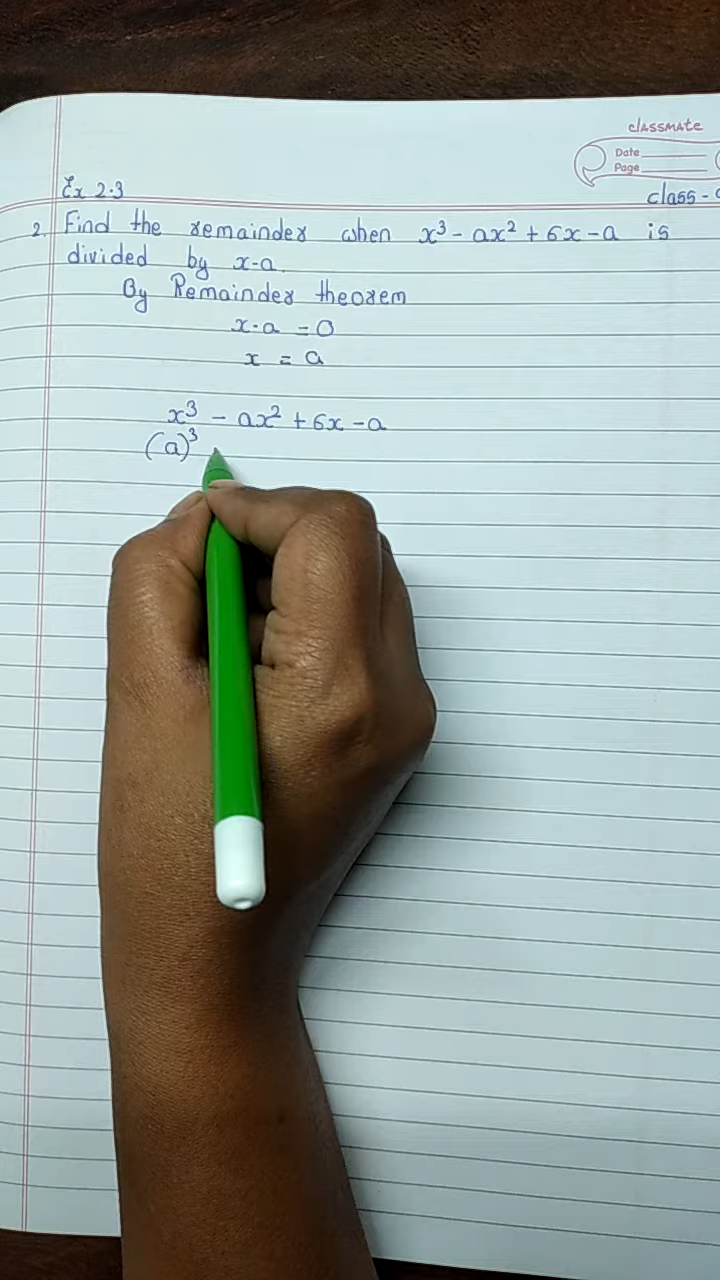 classmate
Date
Page
Ex 2.3
class-
2. Find the remainder when x³ - ax² + 6x - a is
divided by x-a.
By Remainder theorem
x-a = 0
x = a
x³ - ax² + 6x - a
(a)³